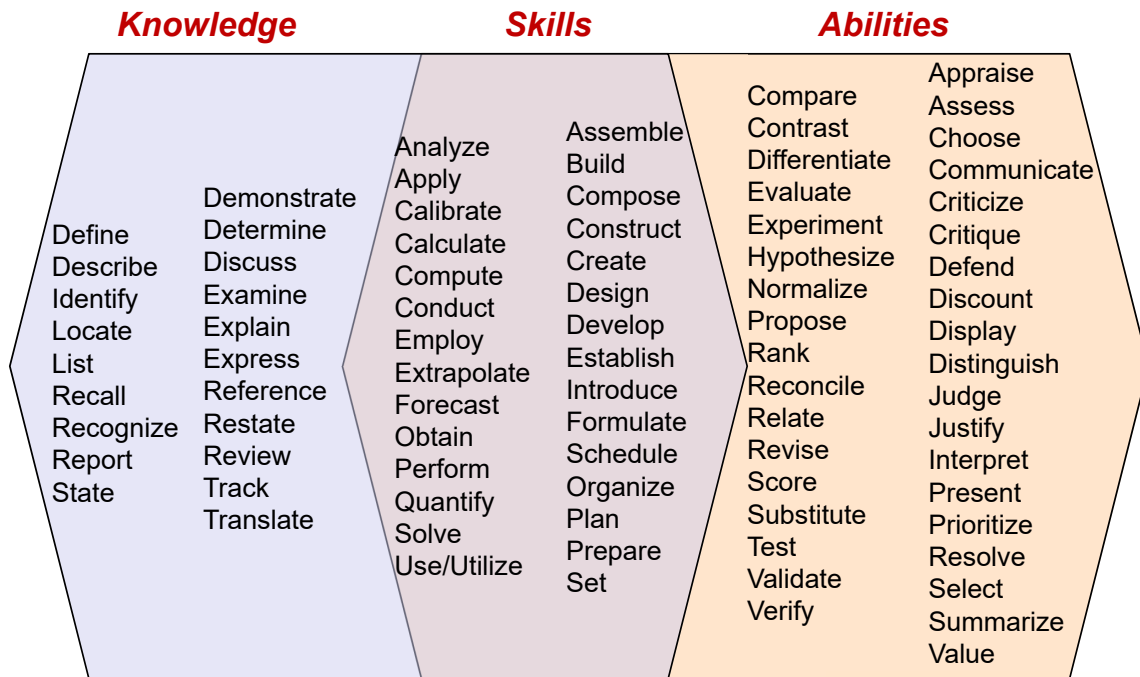 Knowledge
Skills
Abilities
Define
Describe
Identify
Locate
List
Recall
Recognize
Report
State
Demonstrate
Determine
Discuss
Examine
Explain
Express
Reference
Restate
Review
Track
Translate
Analyze
Apply
Calibrate
Calculate
Compute
Conduct
Employ
Extrapolate
Forecast
Obtain
Perform
Quantify
Solve
Use/Utilize
Assemble
Build
Compose
Construct
Create
Design
Develop
Establish
Introduce
Formulate
Schedule
Organize
Plan
Prepare
Set
Compare
Contrast
Differentiate
Evaluate
Experiment
Hypothesize
Normalize
Propose
Rank
Reconcile
Relate
Revise
Score
Substitute
Test
Validate
Verify
Appraise
Assess
Choose
Communicate
Criticize
Critique
Defend
Discount
Display
Distinguish
Judge
Justify
Interpret
Present
Prioritize
Resolve
Select
Summarize
Value